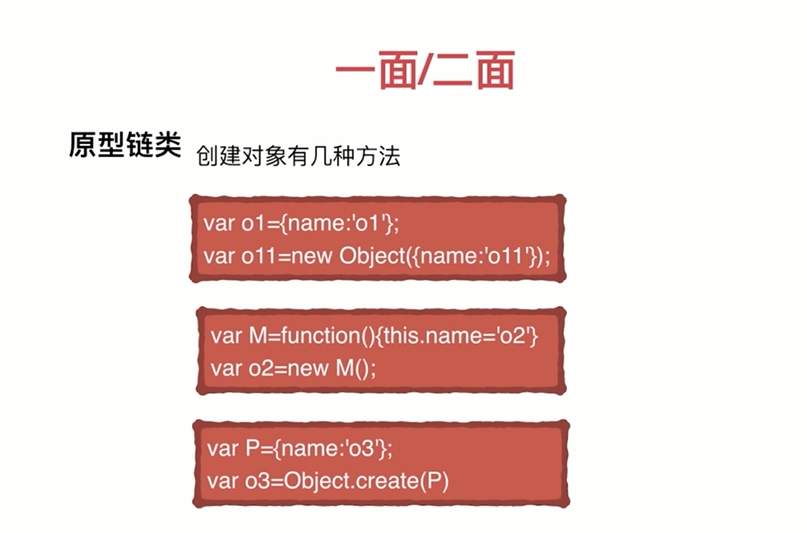 一面/二面
原型链类 创建对象有几种方法
var o1={name:'o1'};
var o11=new Object({name:'o11'});
var M=function(){this.name='o2'}
var o2=new M();
var P={name:'o3'};
var o3=Object.create(P)